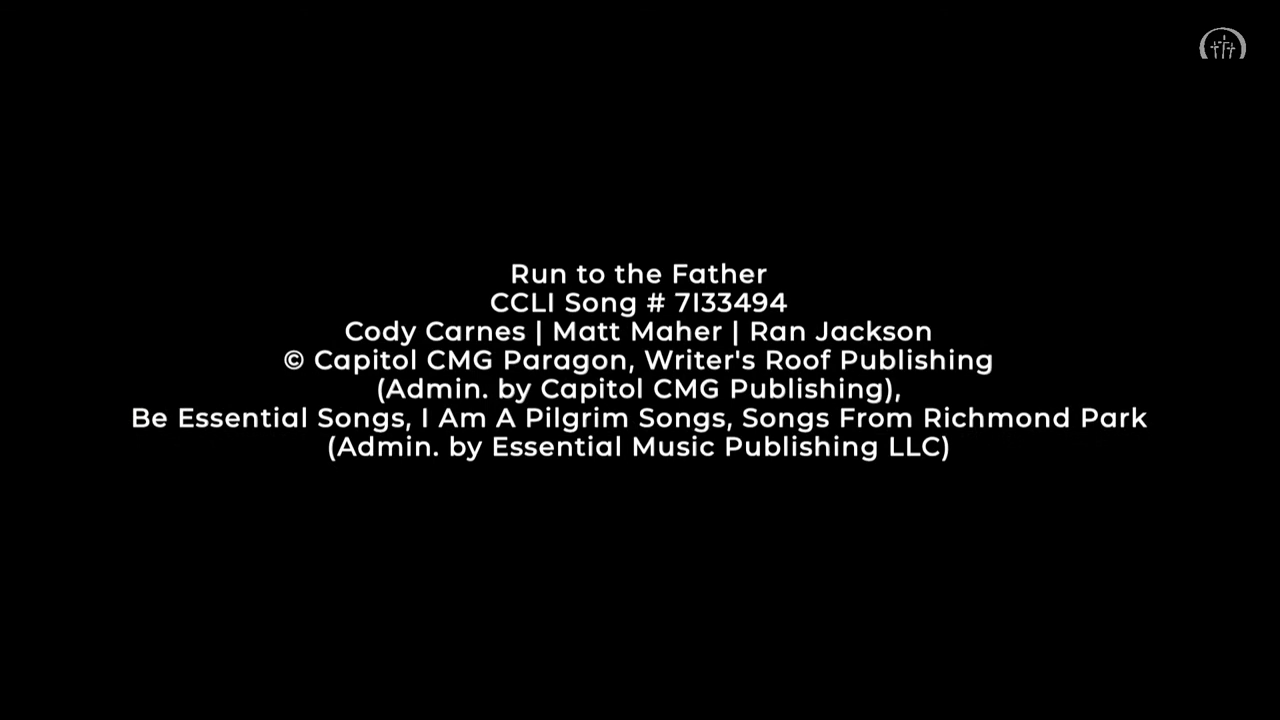 Run to the Father
CCLI Song # 7133494
Cody Carnes | Matt Maher | Ran Jackson
© Capitol CMG Paragon, Writer's Roof Publishing
(Admin. by Capitol CMG Publishing),
Be Essential Songs, I Am A Pilgrim Songs, Songs From Richmond Park
(Admin. by Essential Music Publishing LLC)